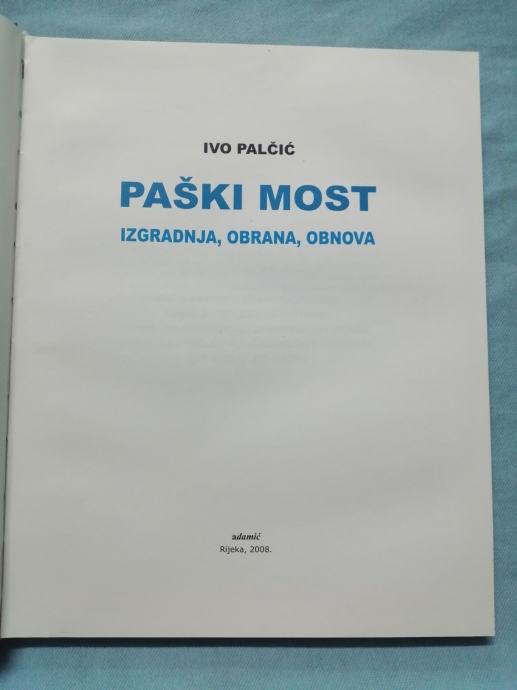 IVO PALČIĆ
PAŠKI MOST
IZGRADNJA, OBRANA, OBNOVA
adamić
Rijeka, 2008.